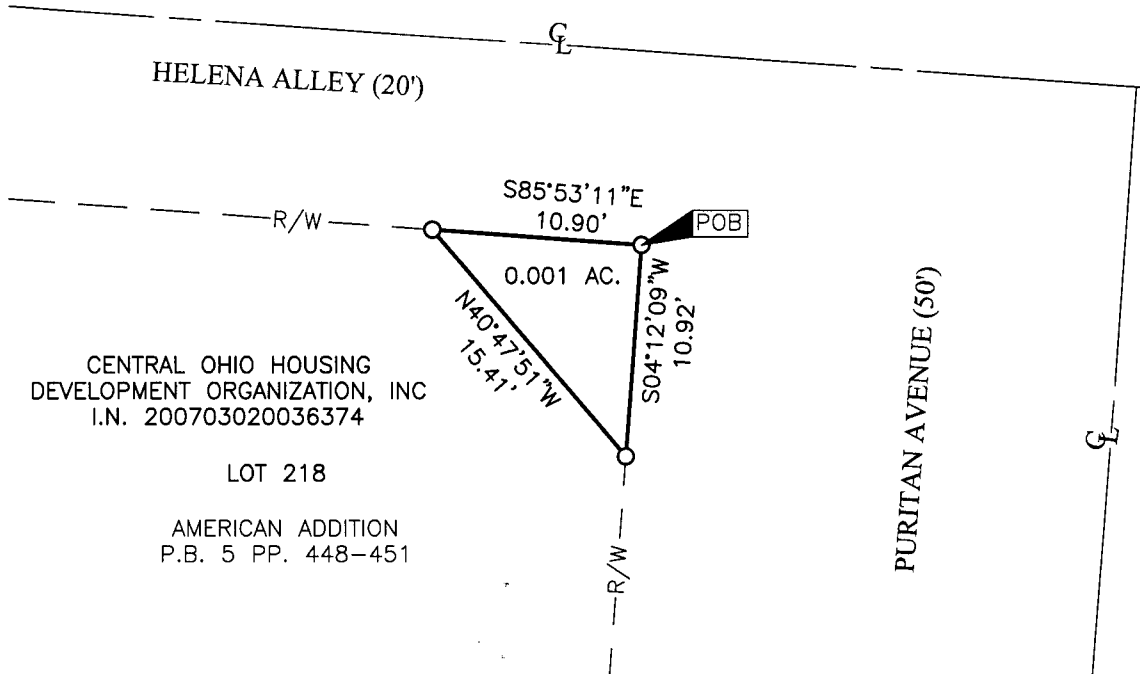 ℄
HELENA ALLEY (20')
S85°53'11"E
10.90'
R/W
POB
0.001 AC.
S04°12'09"W
10.92'
N40°47'51"W
15.41'
PURITAN AVENUE (50')
CENTRAL OHIO HOUSING
DEVELOPMENT ORGANIZATION, INC
I.N. 200703020036374
℄
LOT 218
AMERICAN ADDITION
P.B. 5 PP. 448-451
R/W